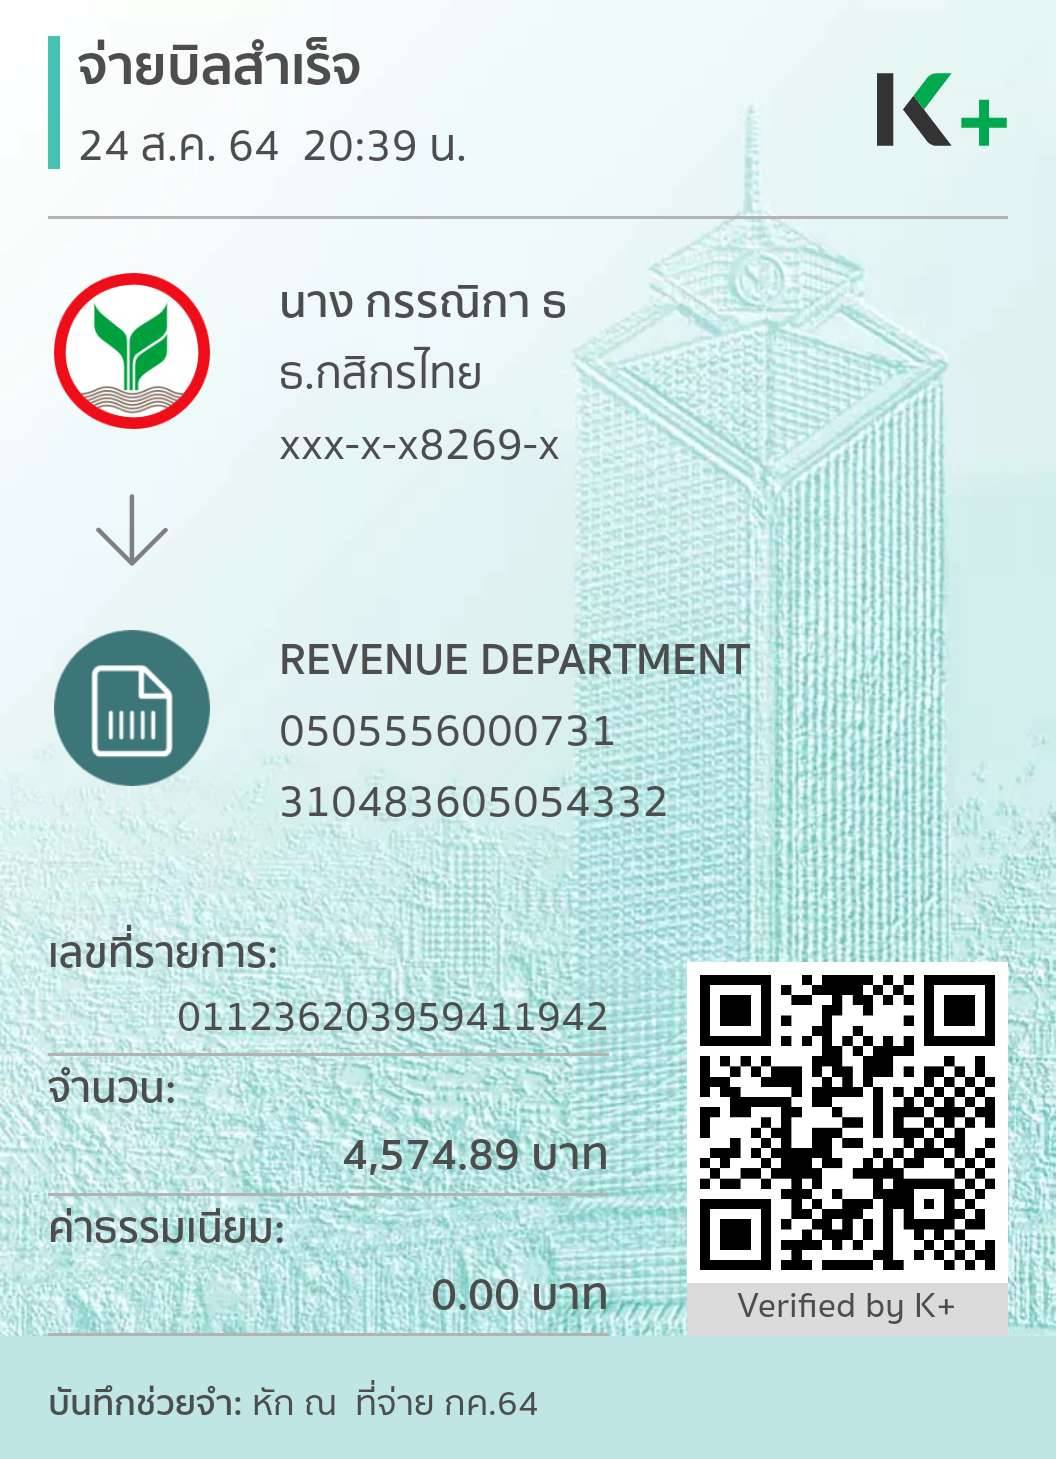 จ่ายบิลสำเร็จ
24 ส.ค. 64  20:39 น.
K+
นาง กรรณิกา ธ
ธ.กสิกรไทย
xxx-x-x8269-x
REVENUE DEPARTMENT
0505556000731
310483605054332
เลขที่รายการ:
011236203959411942
จำนวน:
4,574.89 บาท
ค่าธรรมเนียม:
0.00 บาท
Verified by K+
บันทึกช่วยจำ: หัก ณ  ที่จ่าย กค.64